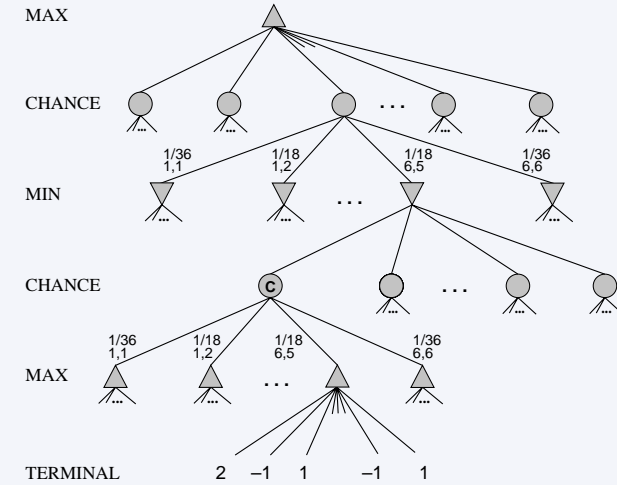 MAX
CHANCE
. . .
... ... ... ... ...
1/36 1/18 1/18 1/36
1,1 1,2 6,5 6,6
MIN
. . .
... ... ...
CHANCE
C . . .
... ... ...
1/36 1/18 1/18 1/36
1,1 1,2 6,5 6,6
MAX
. . .
... ... ...
TERMINAL 2 –1 1 –1 1